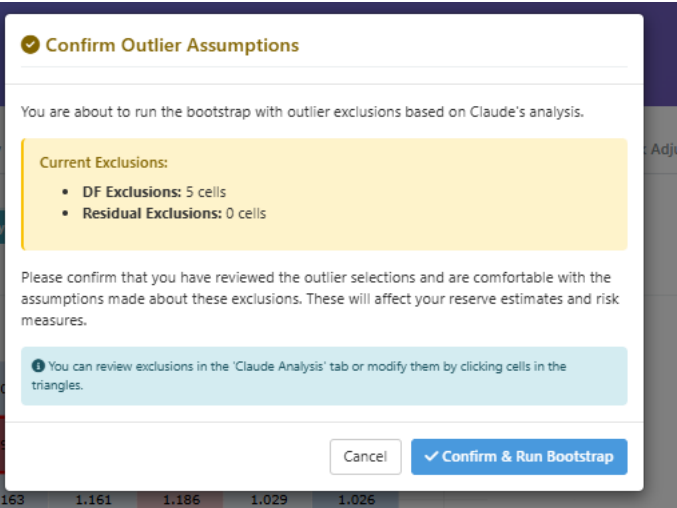 Confirm Outlier Assumptions
You are about to run the bootstrap with outlier exclusions based on Claude's analysis.
: Adju
Current Exclusions:
• DF Exclusions: 5 cells
• Residual Exclusions: 0 cells
Please confirm that you have reviewed the outlier selections and are comfortable with the
assumptions made about these exclusions. These will affect your reserve estimates and risk
measures.
You can review exclusions in the 'Claude Analysis' tab or modify them by clicking cells in the
triangles.
Cancel
Confirm & Run Bootstrap
163 1.161 1.186 1.029 1.026